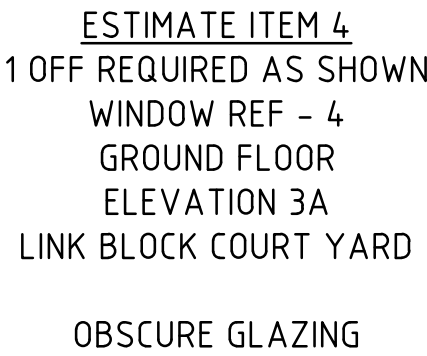 ESTIMATE ITEM 4
1 OFF REQUIRED AS SHOWN
WINDOW REF - 4
GROUND FLOOR
ELEVATION 3A
LINK BLOCK COURT YARD
OBSCURE GLAZING